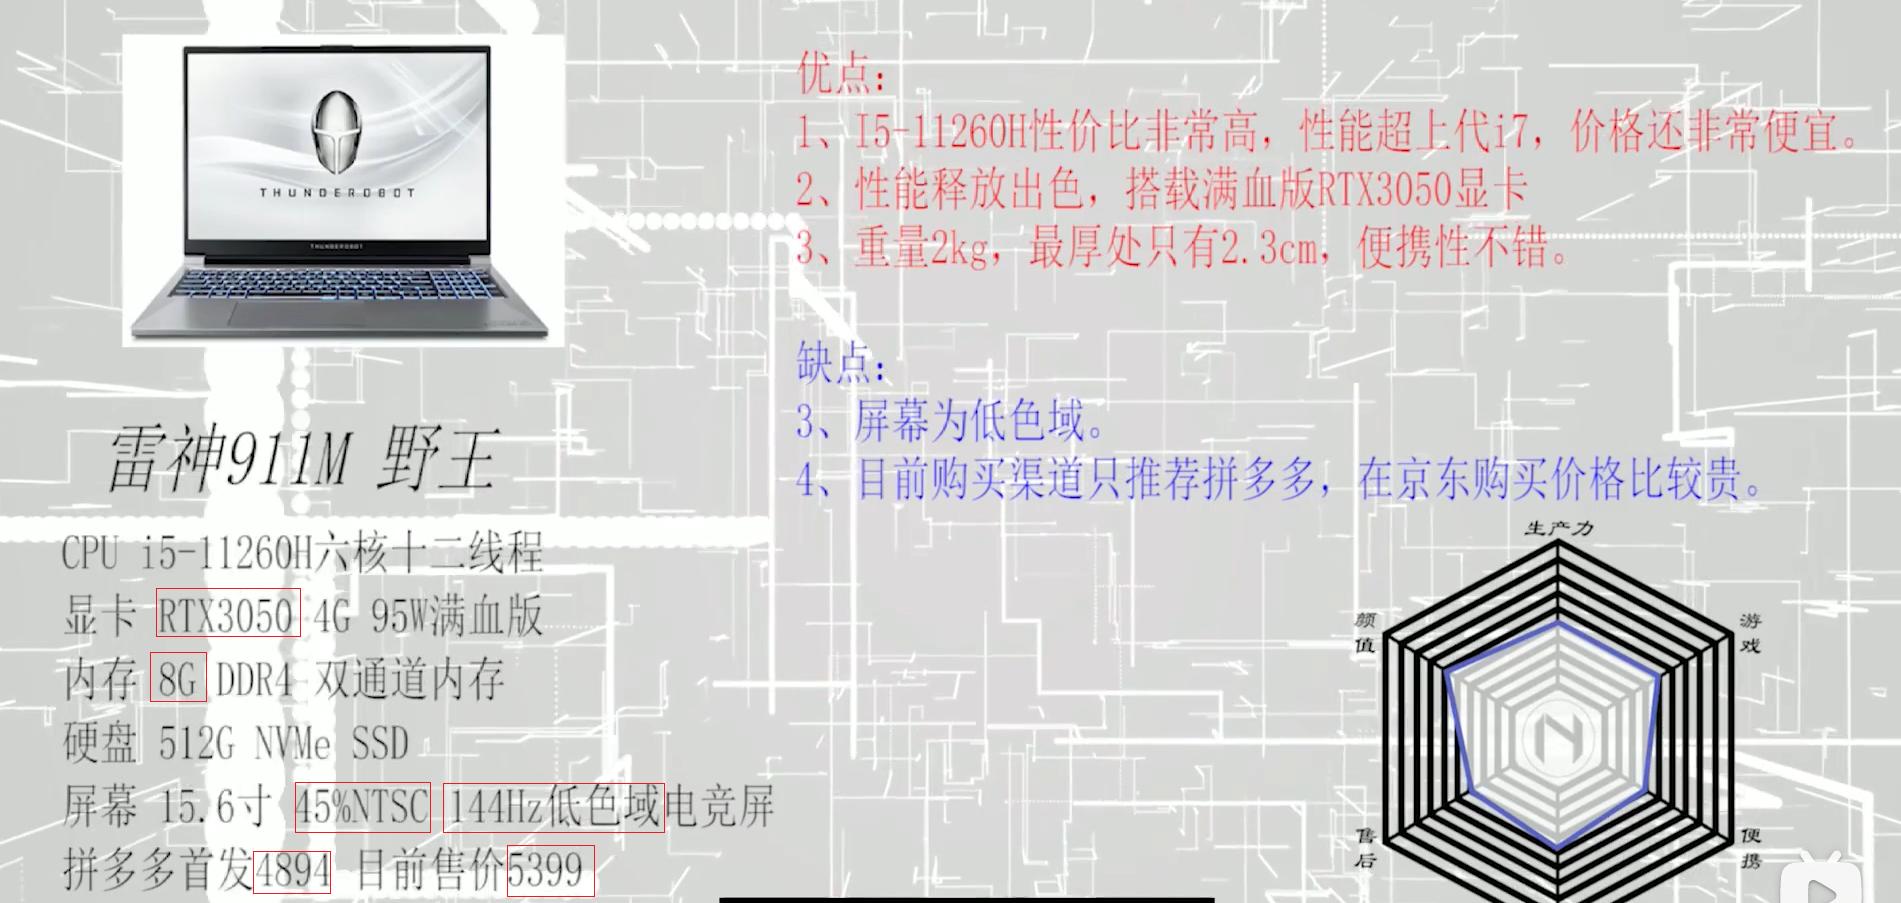 THUNDEROBOT
THUNDEROBOT
雷神911M 野王
CPU i5-11260H六核十二线程
显卡 RTX3050 4G 95W满血版
内存 8G DDR4 双通道内存
硬盘 512G NVMe SSD
屏幕 15.6寸 45%NTSC 144Hz低色域电竞屏
拼多多首发4894 目前售价5399
优点：
1、I5-11260H性价比非常高，性能超上代i7，价格还非常便宜。
2、性能释放出色，搭载满血版RTX3050显卡
3、重量2kg，最厚处只有2.3cm，便携性不错。
缺点：
3、屏幕为低色域。
4、目前购买渠道只推荐拼多多，在京东购买价格比较贵。
生产力
颜值
游戏
售后
便携